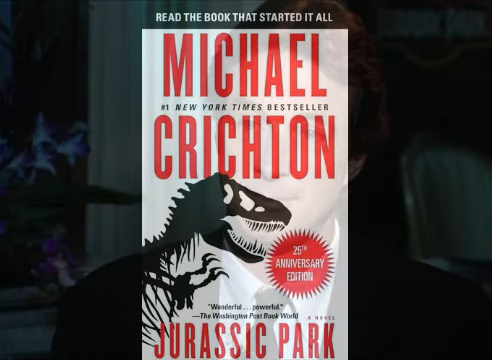 READ THE BOOK THAT STARTED IT ALL
MICHAEL
#1 NEW YORK TIMES BESTSELLER
CRICHTON
25TH
ANNIVERSARY
EDITION
"Wonderful . . . powerful."
—The Washington Post Book World
A NOVEL
JURASSIC PARK